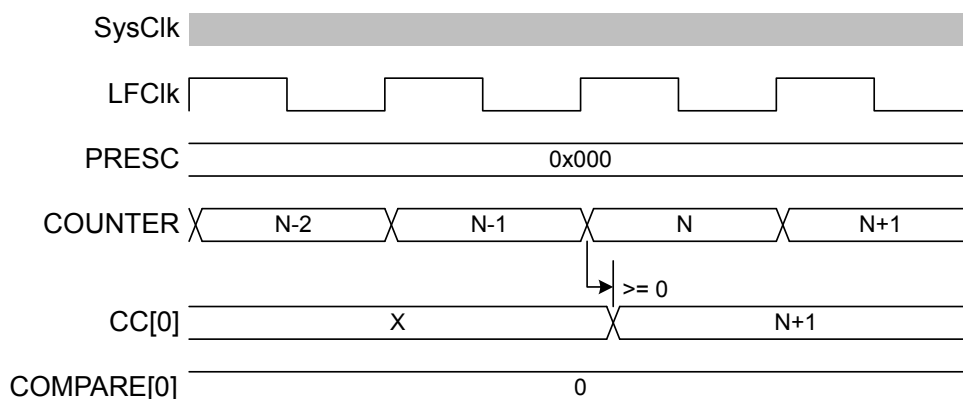 SysClk
LFClk
PRESC 0x000
COUNTER N-2 N-1 N N+1
>= 0
CC[0] X N+1
COMPARE[0] 0